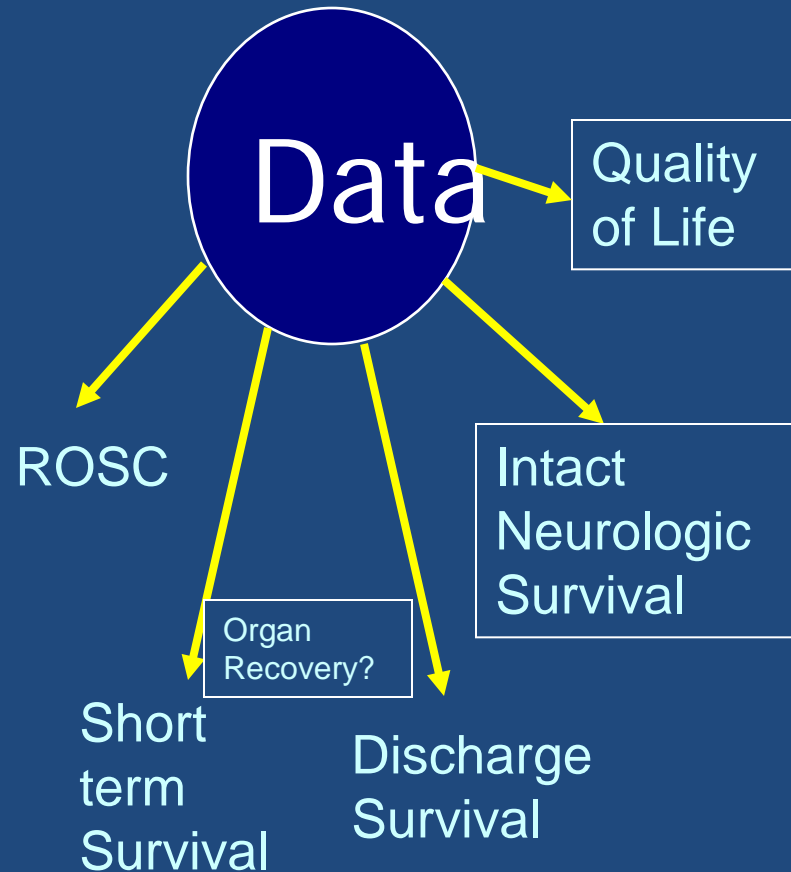 Data
Quality
of Life
ROSC
Intact
Neurologic
Survival
Organ
Recovery?
Short
term
Survival
Discharge
Survival